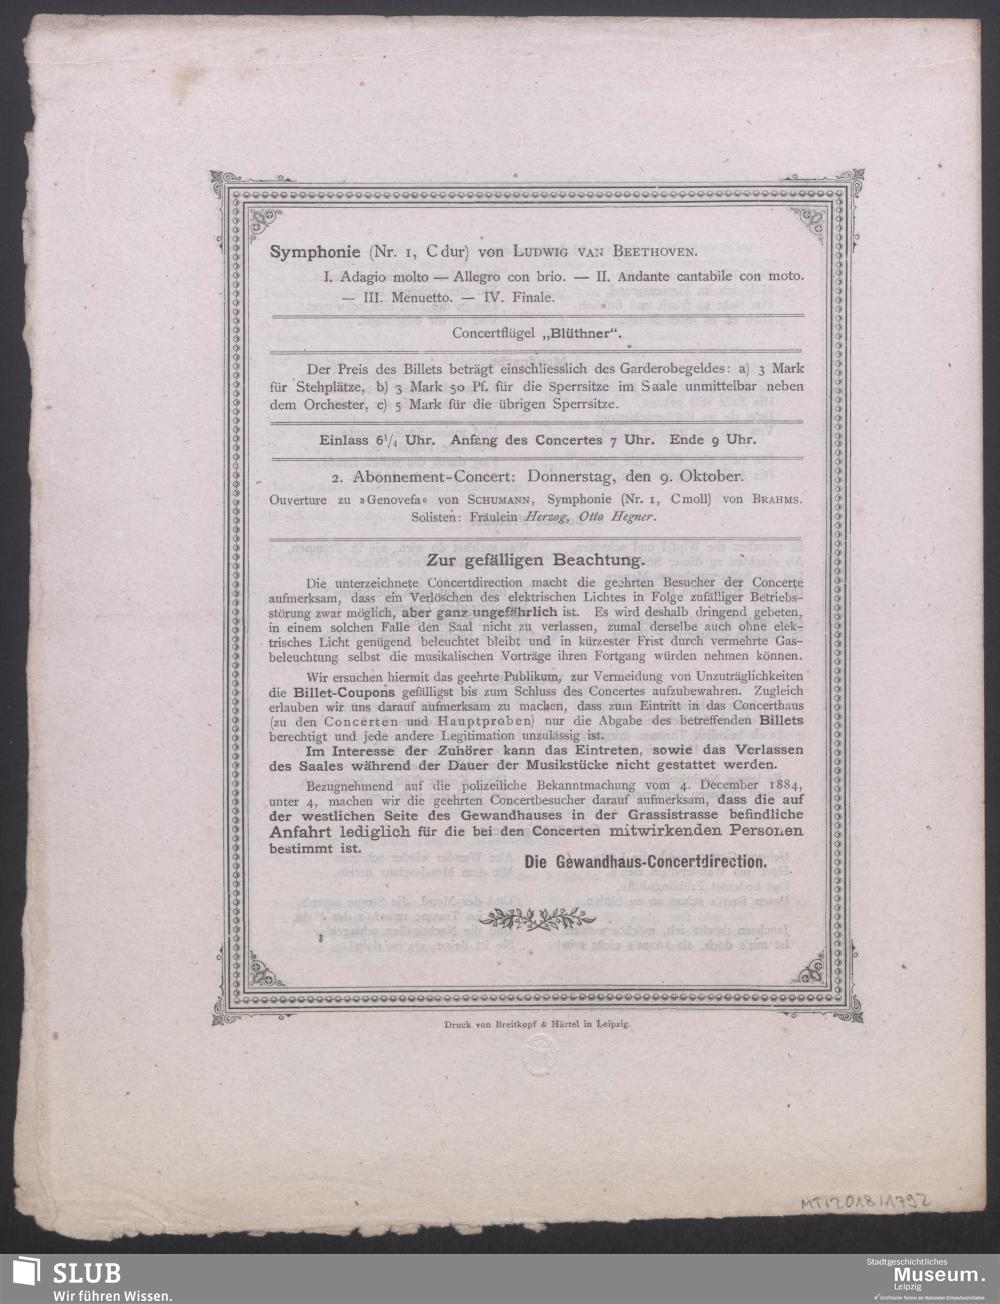 Symphonie (Nr. 1, C dur) von Ludwig van Beethoven.
I. Adagio molto — Allegro con brio. — II. Andante cantabile con moto.
— III. Menuetto. — IV. Finale.
Concertflügel „Blüthner“.
Der Preis des Billets beträgt einschliesslich des Garderobegeldes: a) 3 Mark
für Stehplätze, b) 3 Mark 50 Pf. für die Sperrsitze im Saale unmittelbar neben
dem Orchester, c) 5 Mark für die übrigen Sperrsitze.
Einlass 6¼ Uhr. Anfang des Concertes 7 Uhr. Ende 9 Uhr.
2. Abonnement-Concert: Donnerstag, den 9. Oktober.
Ouverture zu »Genovefa« von Schumann, Symphonie (Nr. 1, C moll) von Brahms.
Solisten: Fräulein Herzog, Otto Hegner.
Zur gefälligen Beachtung.
Die unterzeichnete Concertdirection macht die geehrten Besucher der Concerte
aufmerksam, dass ein Verlöschen des elektrischen Lichtes in Folge zufälliger Betriebs-
störung zwar möglich, aber ganz ungefährlich ist. Es wird deshalb dringend gebeten,
in einem solchen Falle den Saal nicht zu verlassen, zumal derselbe auch ohne elek-
trisches Licht genügend beleuchtet bleibt und in kürzester Frist durch vermehrte Gas-
beleuchtung selbst die musikalischen Vorträge ihren Fortgang würden nehmen können.
Wir ersuchen hiermit das geehrte Publikum, zur Vermeidung von Unzuträglichkeiten
die Billet-Coupons gefälligst bis zum Schluss des Concertes aufzubewahren. Zugleich
erlauben wir uns darauf aufmerksam zu machen, dass zum Eintritt in das Concerthaus
(zu den Concerten und Hauptproben) nur die Abgabe des betreffenden Billets
berechtigt und jede andere Legitimation unzulässig ist.
Im Interesse der Zuhörer kann das Eintreten, sowie das Verlassen
des Saales während der Dauer der Musikstücke nicht gestattet werden.
Bezugnehmend auf die polizeiliche Bekanntmachung vom 4. December 1884,
unter 4, machen wir die geehrten Concertbesucher darauf aufmerksam, dass die auf
der westlichen Seite des Gewandhauses in der Grassistrasse befindliche
Anfahrt lediglich für die bei den Concerten mitwirkenden Personen
bestimmt ist.
Die Gewandhaus-Concertdirection.
Druck von Breitkopf & Härtel in Leipzig.
MT/2018/1792
SLUB
Wir führen Wissen.
Stadtgeschichtliches
Museum.
Leipzig
Zertifizierter Partner der Nationalen Klimaschutzinitiative